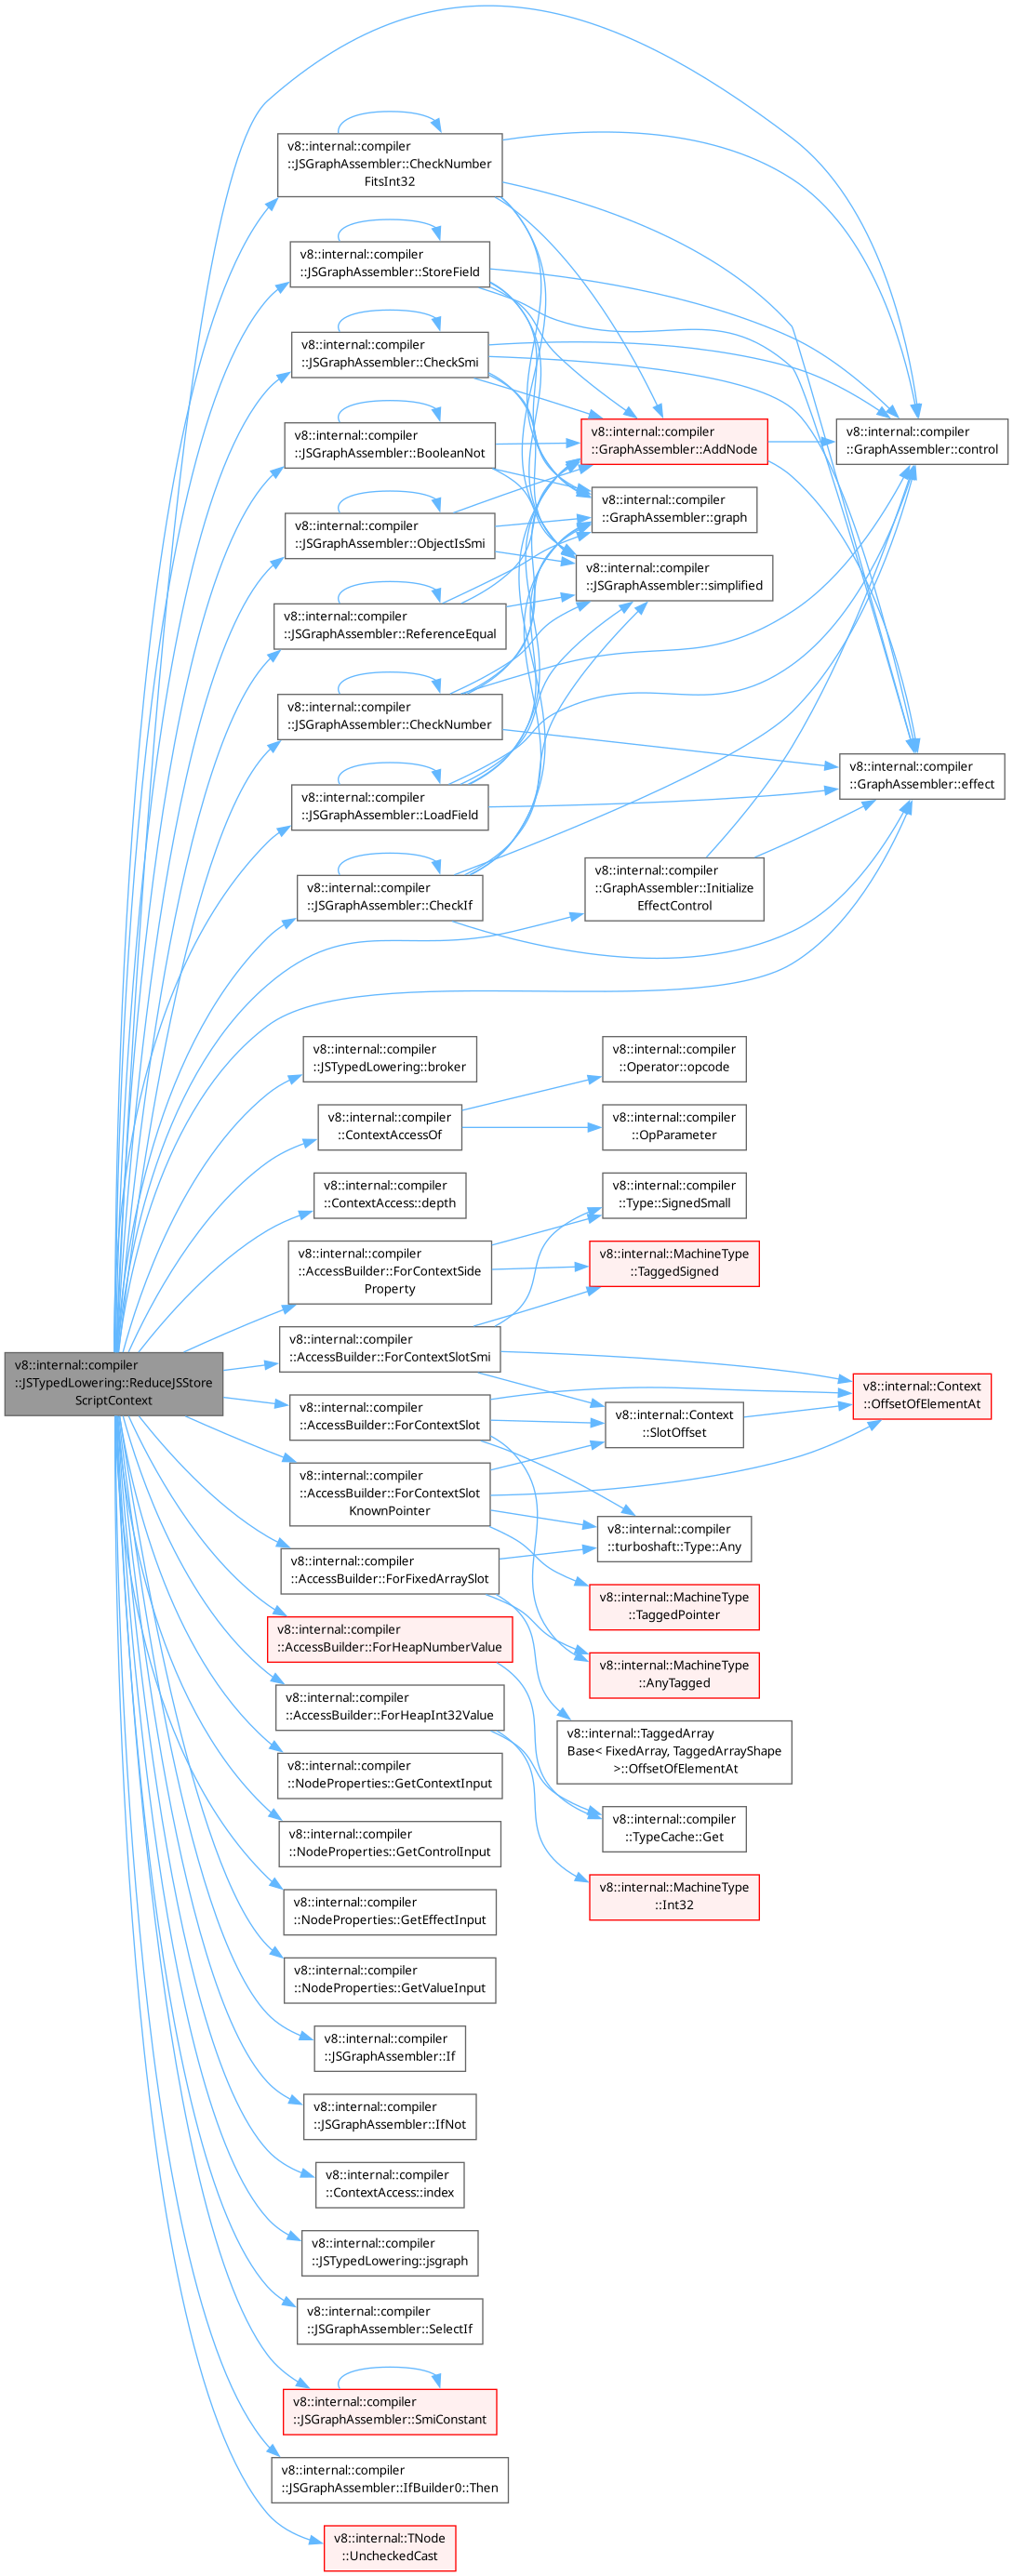 v8::internal::compiler
::JSTypedLowering::ReduceJSStore
ScriptContext
v8::internal::compiler
::JSGraphAssembler::CheckNumber
FitsInt32
v8::internal::compiler
::JSGraphAssembler::StoreField
v8::internal::compiler
::JSGraphAssembler::CheckSmi
v8::internal::compiler
::JSGraphAssembler::BooleanNot
v8::internal::compiler
::JSGraphAssembler::ObjectIsSmi
v8::internal::compiler
::JSGraphAssembler::ReferenceEqual
v8::internal::compiler
::JSGraphAssembler::CheckNumber
v8::internal::compiler
::JSGraphAssembler::LoadField
v8::internal::compiler
::JSGraphAssembler::CheckIf
v8::internal::compiler
::JSTypedLowering::broker
v8::internal::compiler
::ContextAccessOf
v8::internal::compiler
::ContextAccess::depth
v8::internal::compiler
::AccessBuilder::ForContextSide
Property
v8::internal::compiler
::AccessBuilder::ForContextSlotSmi
v8::internal::compiler
::AccessBuilder::ForContextSlot
v8::internal::compiler
::AccessBuilder::ForContextSlot
KnownPointer
v8::internal::compiler
::AccessBuilder::ForFixedArraySlot
v8::internal::compiler
::AccessBuilder::ForHeapNumberValue
v8::internal::compiler
::AccessBuilder::ForHeapInt32Value
v8::internal::compiler
::NodeProperties::GetContextInput
v8::internal::compiler
::NodeProperties::GetControlInput
v8::internal::compiler
::NodeProperties::GetEffectInput
v8::internal::compiler
::NodeProperties::GetValueInput
v8::internal::compiler
::JSGraphAssembler::If
v8::internal::compiler
::JSGraphAssembler::IfNot
v8::internal::compiler
::ContextAccess::index
v8::internal::compiler
::JSTypedLowering::jsgraph
v8::internal::compiler
::JSGraphAssembler::SelectIf
v8::internal::compiler
::JSGraphAssembler::SmiConstant
v8::internal::compiler
::JSGraphAssembler::IfBuilder0::Then
v8::internal::TNode
::UncheckedCast
v8::internal::compiler
::GraphAssembler::AddNode
v8::internal::compiler
::GraphAssembler::graph
v8::internal::compiler
::JSGraphAssembler::simplified
v8::internal::compiler
::GraphAssembler::Initialize
EffectControl
v8::internal::compiler
::Operator::opcode
v8::internal::compiler
::OpParameter
v8::internal::compiler
::Type::SignedSmall
v8::internal::MachineType
::TaggedSigned
v8::internal::Context
::SlotOffset
v8::internal::compiler
::turboshaft::Type::Any
v8::internal::MachineType
::TaggedPointer
v8::internal::MachineType
::AnyTagged
v8::internal::TaggedArray
Base< FixedArray, TaggedArrayShape
>::OffsetOfElementAt
v8::internal::compiler
::TypeCache::Get
v8::internal::MachineType
::Int32
v8::internal::compiler
::GraphAssembler::control
v8::internal::compiler
::GraphAssembler::effect
v8::internal::Context
::OffsetOfElementAt